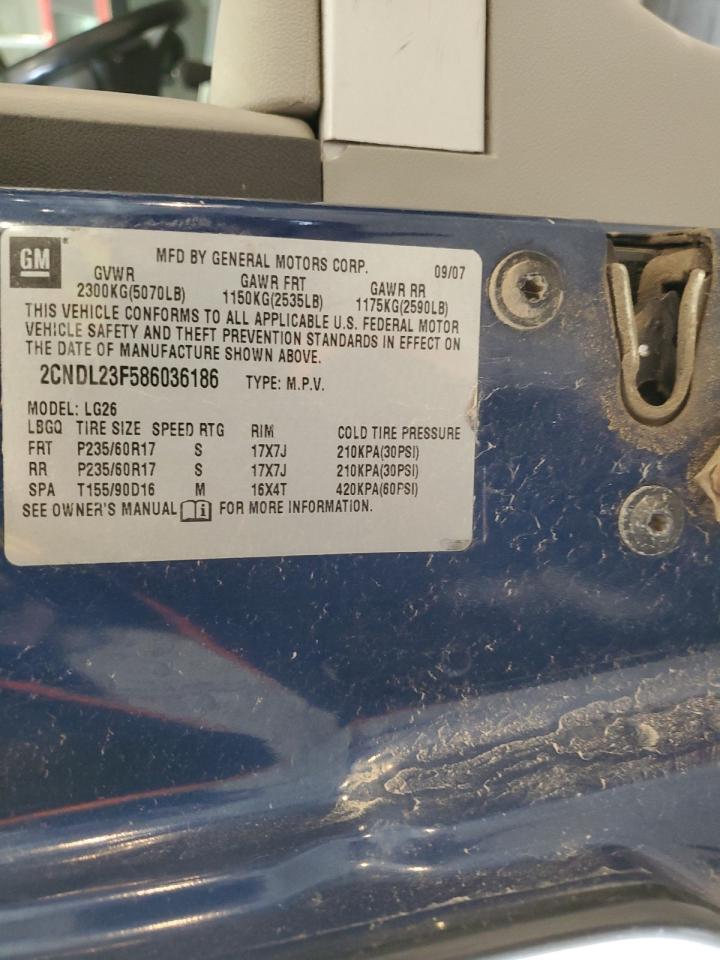 GM
MFD BY GENERAL MOTORS CORP. 09/07
GVWR GAWR FRT GAWR RR
2300KG(5070LB) 1150KG(2535LB) 1175KG(2590LB)
THIS VEHICLE CONFORMS TO ALL APPLICABLE U.S. FEDERAL MOTOR
VEHICLE SAFETY AND THEFT PREVENTION STANDARDS IN EFFECT ON
THE DATE OF MANUFACTURE SHOWN ABOVE.
2CNDL23F586036186 TYPE: M.P.V.
MODEL: LG26
LBGQ TIRE SIZE SPEED RTG RIM COLD TIRE PRESSURE
FRT P235/60R17 S 17X7J 210KPA(30PSI)
RR P235/60R17 S 17X7J 210KPA(30PSI)
SPA T155/90D16 M 16X4T 420KPA(60PSI)
SEE OWNER'S MANUAL FOR MORE INFORMATION.